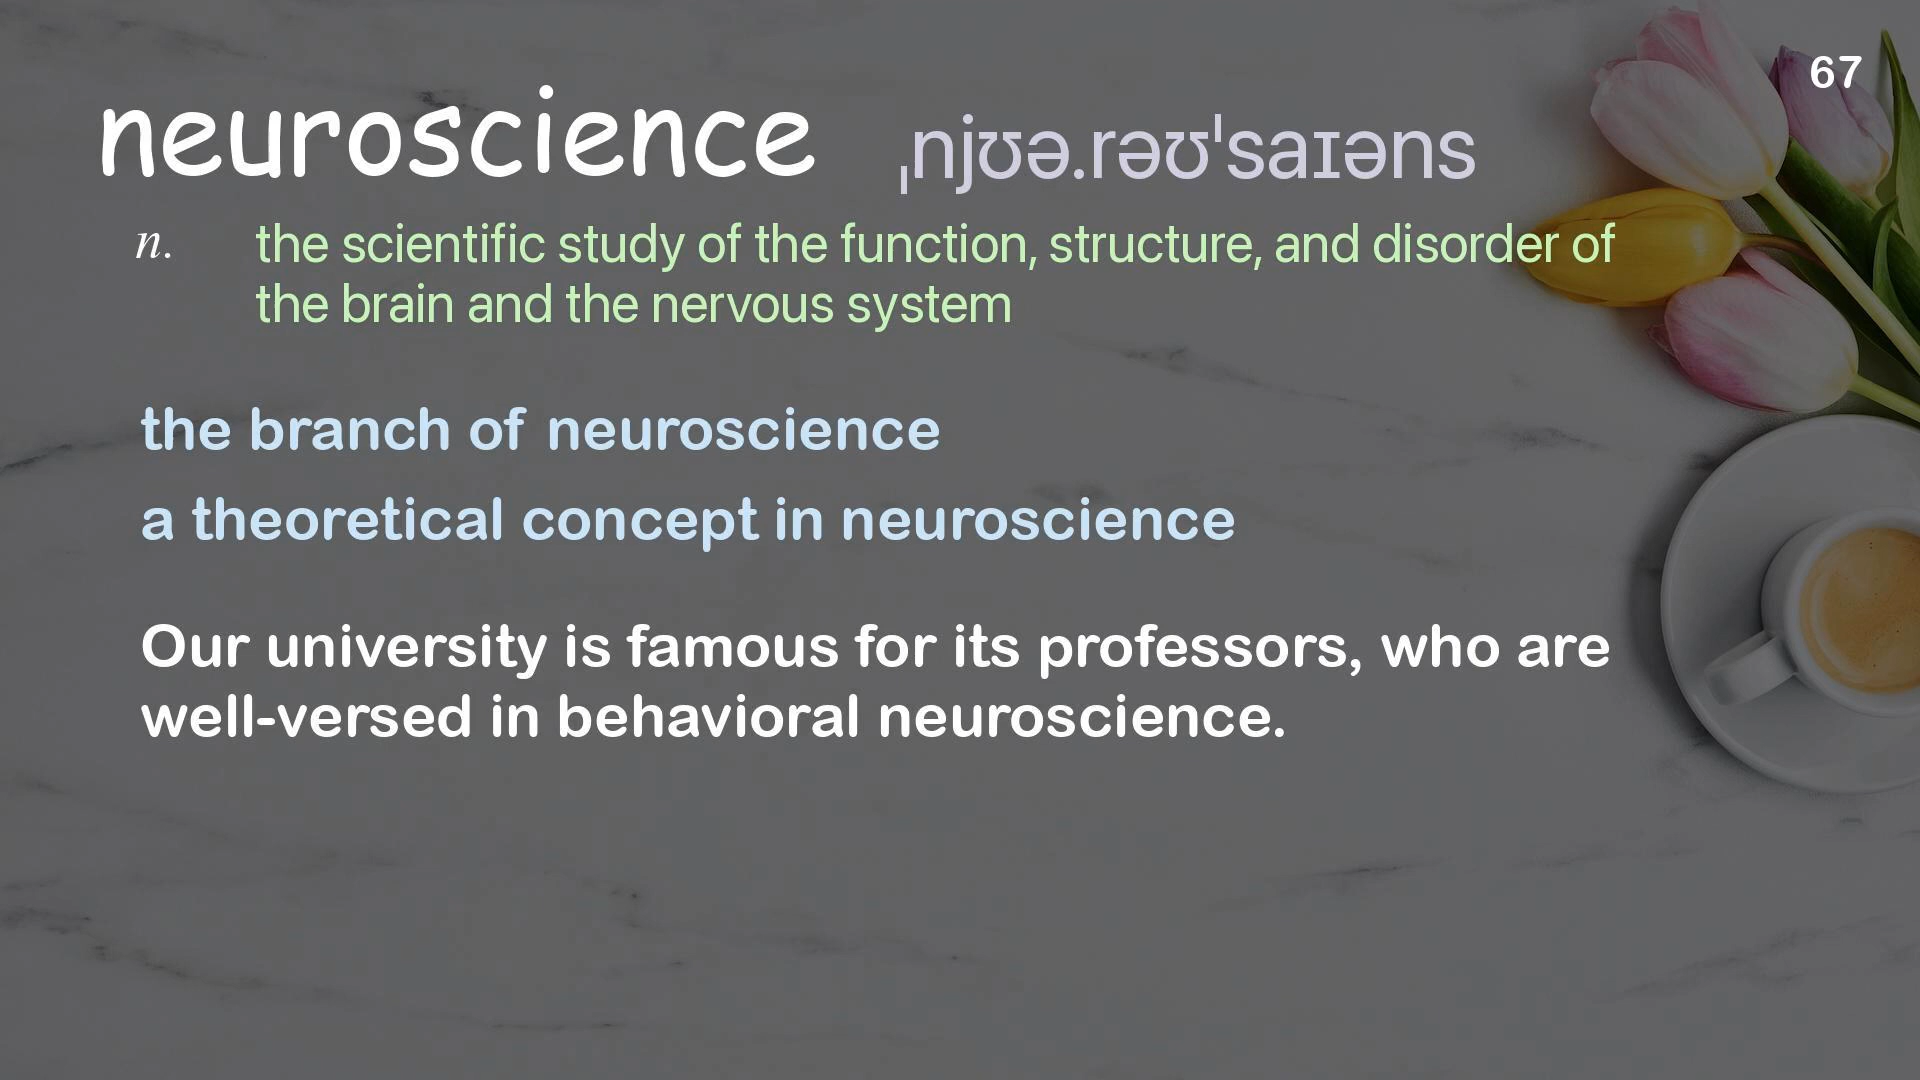 67
neuroscience ˌnjʊə.rəʊˈsaɪəns
n. the scientific study of the function, structure, and disorder of
the brain and the nervous system
the branch of neuroscience
a theoretical concept in neuroscience
Our university is famous for its professors, who are
well-versed in behavioral neuroscience.